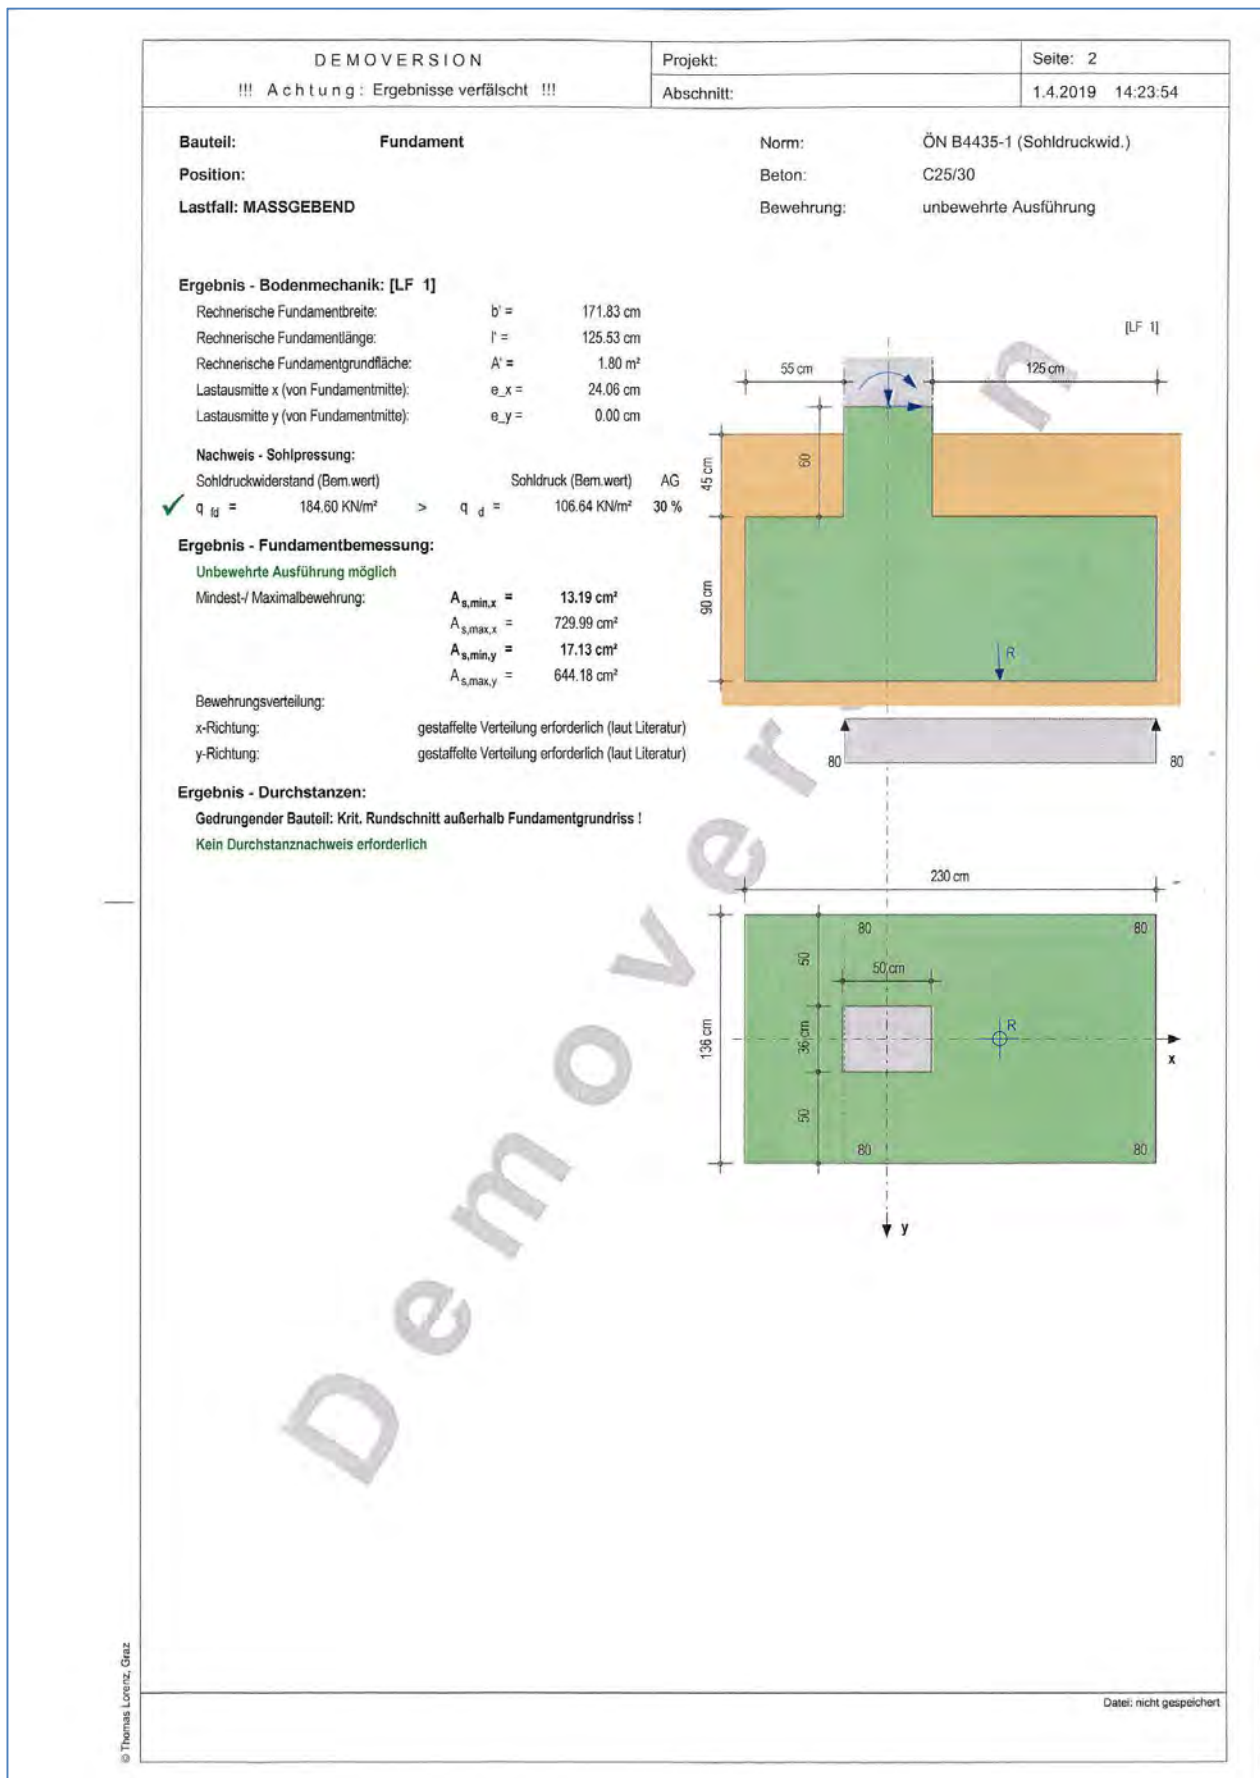 DEMOVERSION
!!! Achtung: Ergebnisse verfälscht !!!
Projekt:
Seite: 2
Abschnitt:
1.4.2019 14:23:54
Bauteil: Fundament
Norm: ÖN B4435-1 (Sohldruckwid.)
Position:
Beton: C25/30
Lastfall: MASSGEBEND
Bewehrung: unbewehrte Ausführung
Ergebnis - Bodenmechanik: [LF 1]
Rechnerische Fundamentbreite: b' = 171.83 cm
Rechnerische Fundamentlänge: l' = 125.53 cm
Rechnerische Fundamentgrundfläche: A' = 1.80 m²
Lastausmitte x (von Fundamentmitte): e_x = 24.06 cm
Lastausmitte y (von Fundamentmitte): e_y = 0.00 cm
Nachweis - Sohlpressung:
Sohldruckwiderstand (Bem.wert) Sohldruck (Bem.wert) AG
q fd = 184.60 KN/m² > q d = 106.64 KN/m² 30 %
Ergebnis - Fundamentbemessung:
Unbewehrte Ausführung möglich
Mindest-/ Maximalbewehrung: A s,min,x = 13.19 cm²
A s,max,x = 729.99 cm²
A s,min,y = 17.13 cm²
A s,max,y = 644.18 cm²
Bewehrungsverteilung:
x-Richtung: gestaffelte Verteilung erforderlich (laut Literatur)
y-Richtung: gestaffelte Verteilung erforderlich (laut Literatur)
Ergebnis - Durchstanzen:
Gedrungender Bauteil: Krit. Rundschnitt außerhalb Fundamentgrundriss !
Kein Durchstanznachweis erforderlich
[LF 1]
55 cm
125 cm
45 cm
60
90 cm
R
80
80
230 cm
80
80
50
50 cm
136 cm
36 cm
R
x
50
80
80
y
Demoversion
Datei: nicht gespeichert
© Thomas Lorenz, Graz